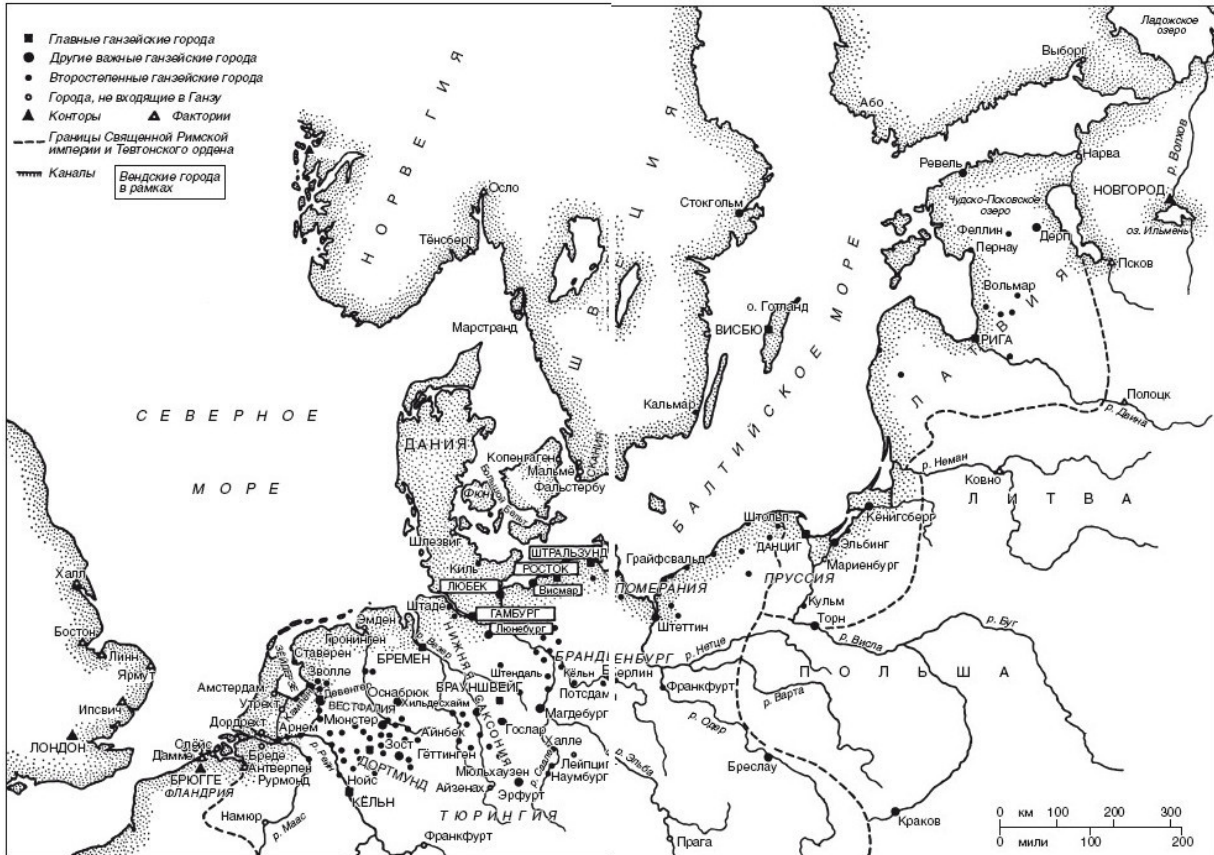 Главные ганзейские города
Другие важные ганзейские города
Второстепенные ганзейские города
Города, не входящие в Ганзу
Конторы Фактории
Границы Священной Римской
империи и Тевтонского ордена
Каналы
Вендские города
в рамках
Ладожское
озеро
Выборг
Або
р. Волхов
НОРВЕГИЯ
ШВЕЦИЯ
Осло
Тёнсберг
Стокгольм
Ревель
Нарва
НОВГОРОД
Чудско-Псковское
озеро
оз. Ильмень
Феллин
Дерп
Пернау
Псков
Вольмар
о. Готланд
ВИСБЮ
Марстранд
РИГА
ЛАТВИЯ
БАЛТИЙСКОЕ МОРЕ
СЕВЕРНОЕ
МОРЕ
Кальмар
Полоцк
р. Двина
ДАНИЯ
Копенгаген
Мальмё
СКАНИЯ
Фальстербу
Фюн
Большой
Бельт
р. Неман
Ковно
ЛИТВА
Шлезвиг
Киль
ШТРАЛЬЗУНД
РОСТОК
Висмар
ЛЮБЕК
ГАМБУРГ
Люнебург
Штаде
Грайфсвальд
Штольп
ДАНЦИГ
Кёнигсберг
Эльбинг
Мариенбург
ПОМЕРАНИЯ
ПРУССИЯ
Кульм
Торн
Штеттин
р. Висла
р. Буг
р. Нетце
ПОЛЬША
Халл
Бостон
Линн
Ярмут
Ипсвич
ЛОНДОН
Эмден
Гронинген
Ставерен
Зволле
БРЕМЕН
р. Везер
НИЖНЯЯ САКСОНИЯ
БРАНДЕНБУРГ
Штендаль
Кёльн
Берлин
Потсдам
Франкфурт
р. Варта
р. Одер
Амстердам
Утрехт
Кампен
Девентер
Оснабрюк
БРАУНШВЕЙГ
Хильдесхайм
ВЕСТФАЛИЯ
Мюнстер
Магдебург
Дордрехт
Арнем
Айнбек
Гослар
Слёйс
Дамме
Бреде
Антверпен
Рурмонд
р. Рейн
Зост
ДОРТМУНД
Гёттинген
Халле
р. Заале
Лейпциг
Наумбург
р. Эльба
Бреслау
БРЮГГЕ
ФЛАНДРИЯ
Нойс
КЁЛЬН
Мюльхаузен
Айзенах
Эрфурт
ТЮРИНГИЯ
Намюр
р. Маас
Франкфурт
Прага
Краков
0 км 100 200 300
0 мили 100 200